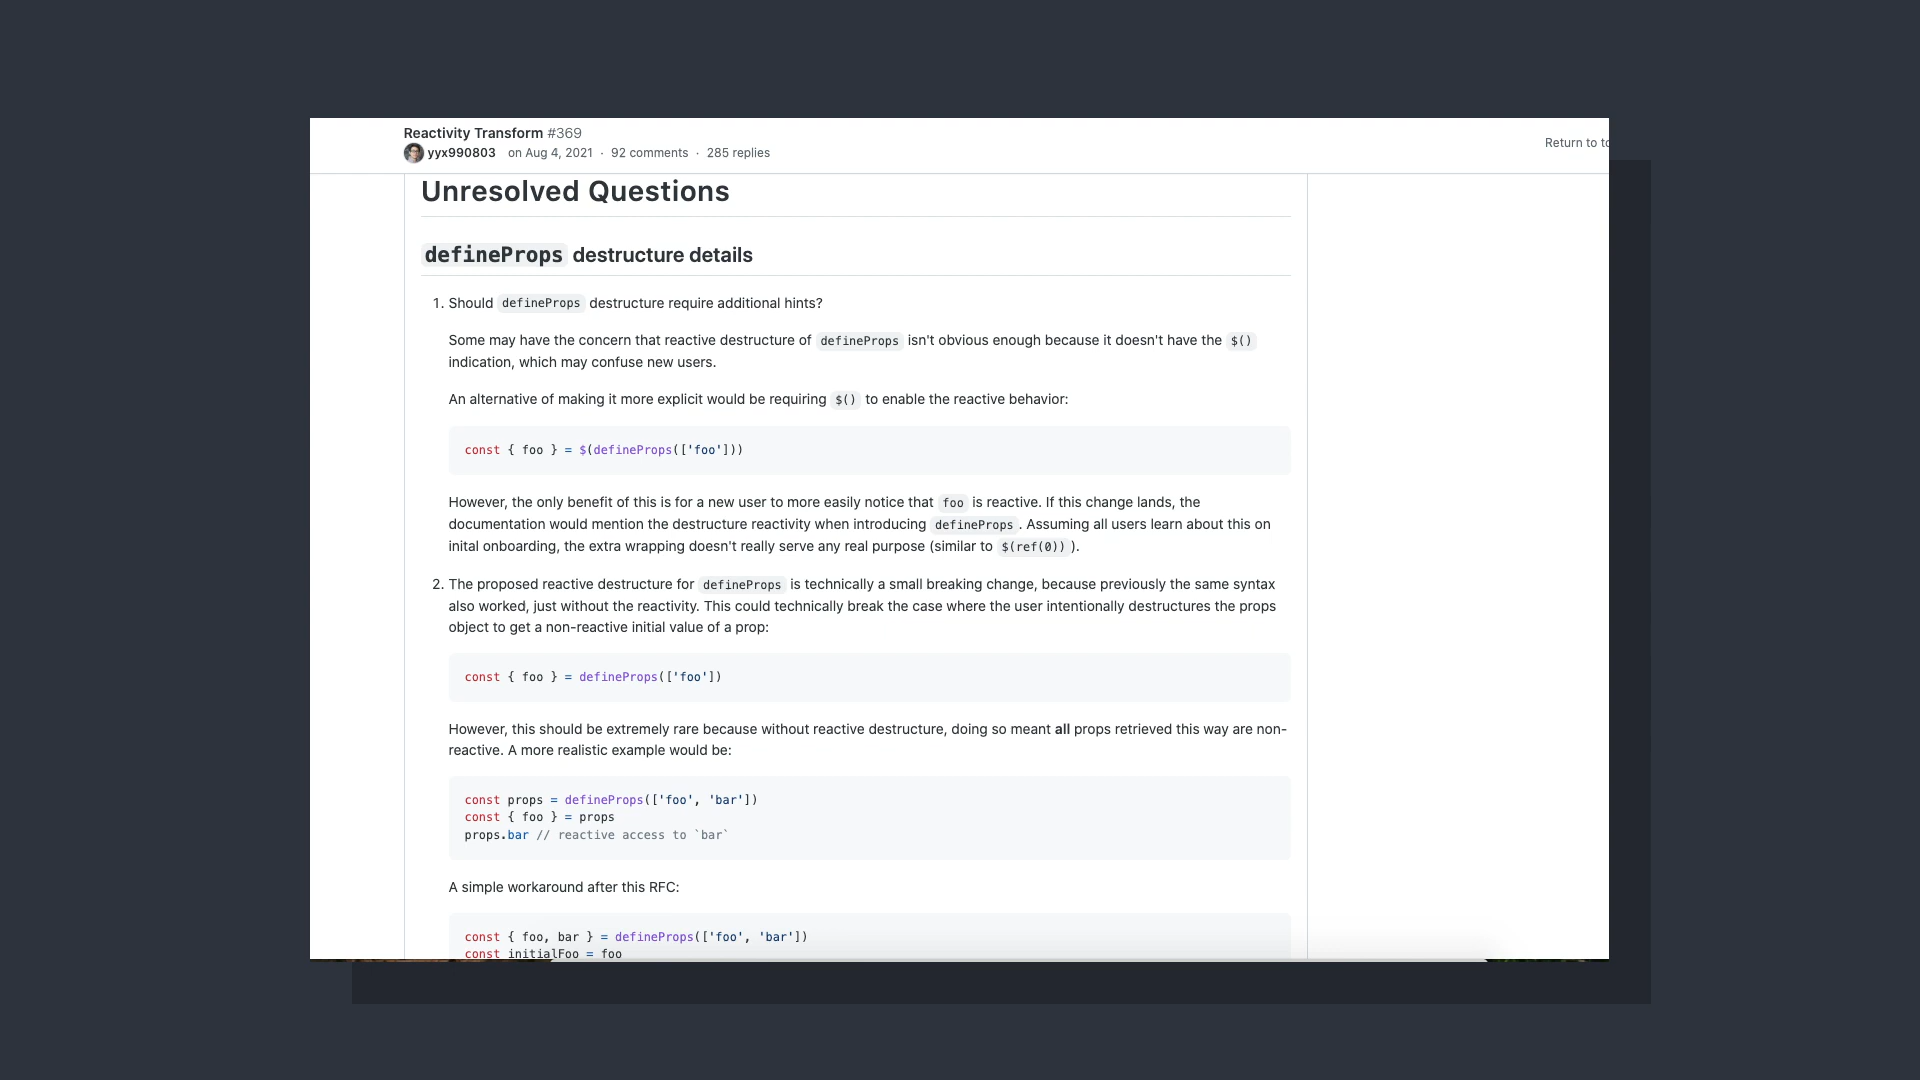 Reactivity Transform #369
yyx990803 on Aug 4, 2021 · 92 comments · 285 replies
Return to
Unresolved Questions
defineProps destructure details
1. Should defineProps destructure require additional hints?
Some may have the concern that reactive destructure of defineProps isn't obvious enough because it doesn't have the $()
indication, which may confuse new users.
An alternative of making it more explicit would be requiring $() to enable the reactive behavior:
const { foo } = $(defineProps(['foo']))
However, the only benefit of this is for a new user to more easily notice that foo is reactive. If this change lands, the
documentation would mention the destructure reactivity when introducing defineProps. Assuming all users learn about this on
inital onboarding, the extra wrapping doesn't really serve any real purpose (similar to $(ref(0))).
2. The proposed reactive destructure for defineProps is technically a small breaking change, because previously the same syntax
also worked, just without the reactivity. This could technically break the case where the user intentionally destructures the props
object to get a non-reactive initial value of a prop:
const { foo } = defineProps(['foo'])
However, this should be extremely rare because without reactive destructure, doing so meant all props retrieved this way are non-
reactive. A more realistic example would be:
const props = defineProps(['foo', 'bar'])
const { foo } = props
props.bar // reactive access to `bar`
A simple workaround after this RFC:
const { foo, bar } = defineProps(['foo', 'bar'])
const initialFoo = foo